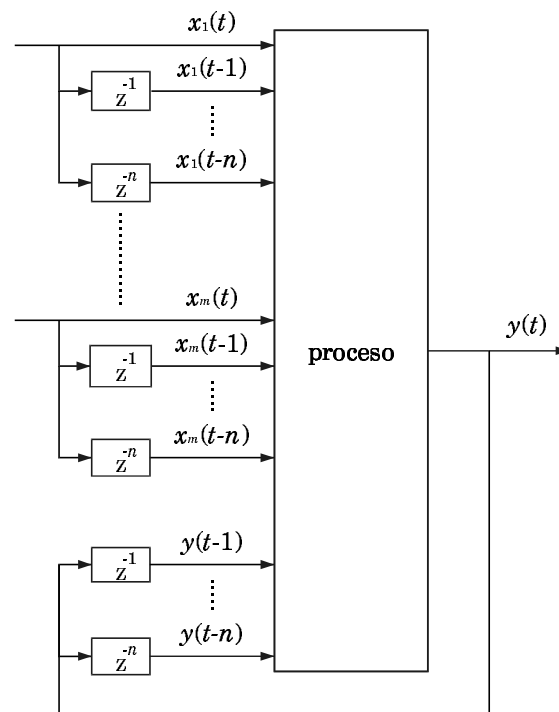 x₁(t)
z⁻¹
x₁(t-1)
z⁻ⁿ
x₁(t-n)
xₘ(t)
z⁻¹
xₘ(t-1)
z⁻ⁿ
xₘ(t-n)
proceso
y(t)
z⁻¹
y(t-1)
z⁻ⁿ
y(t-n)